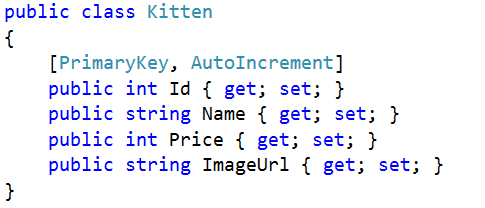 public class Kitten
{
[PrimaryKey, AutoIncrement]
public int Id { get; set; }
public string Name { get; set; }
public int Price { get; set; }
public string ImageUrl { get; set; }
}